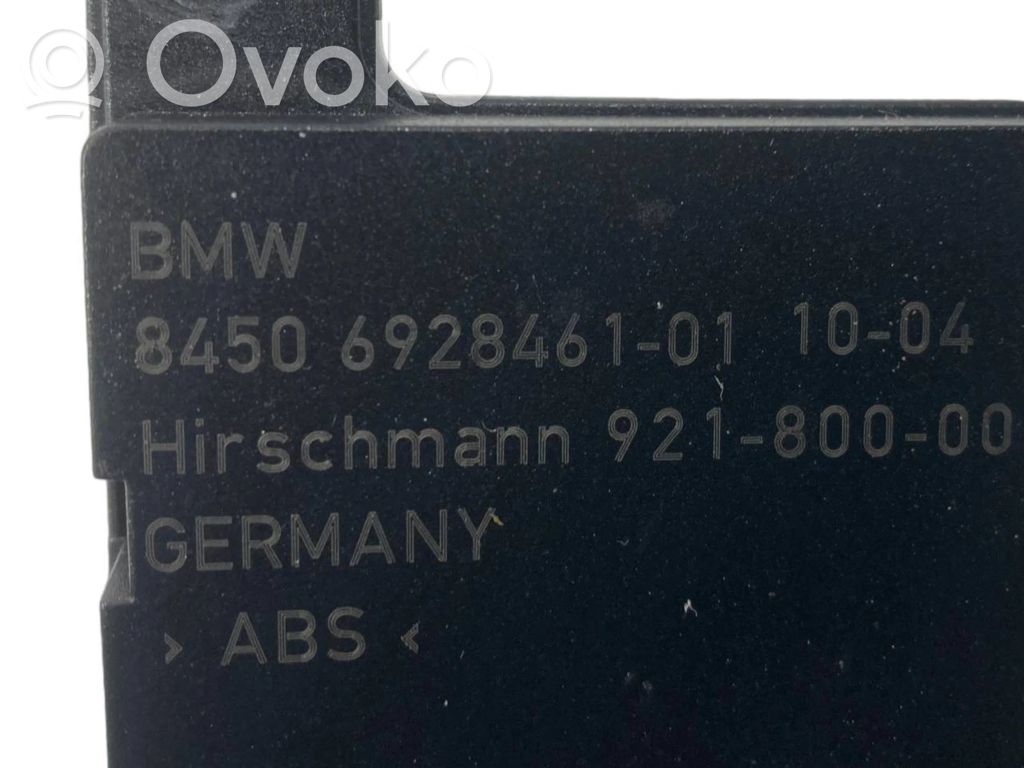 Ovoko
BMW
8450 6928461-01 10-04
Hirschmann 921-800-00
GERMANY
> ABS <